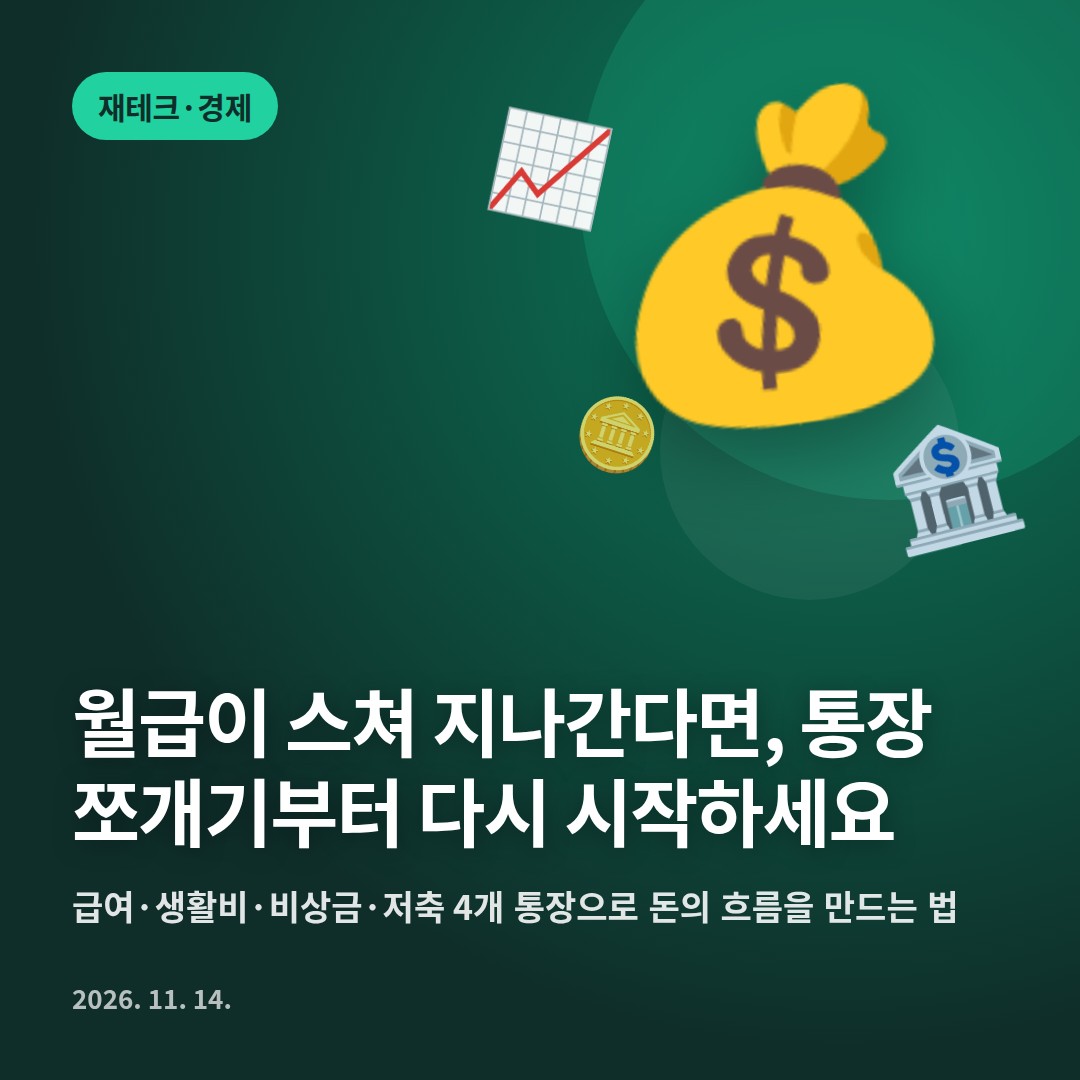 재테크·경제
월급이 스쳐 지나간다면, 통장
쪼개기부터 다시 시작하세요
급여·생활비·비상금·저축 4개 통장으로 돈의 흐름을 만드는 법
2026. 11. 14.
$
$